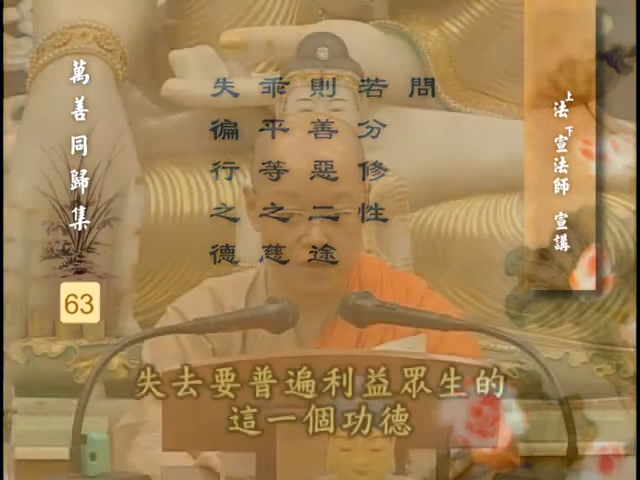 萬善同歸集
63
上法下宣法師 宣講
問
若分修性
則善惡二途
乖平等之慈
失徧行之德
失去要普遍利益眾生的
這一個功德